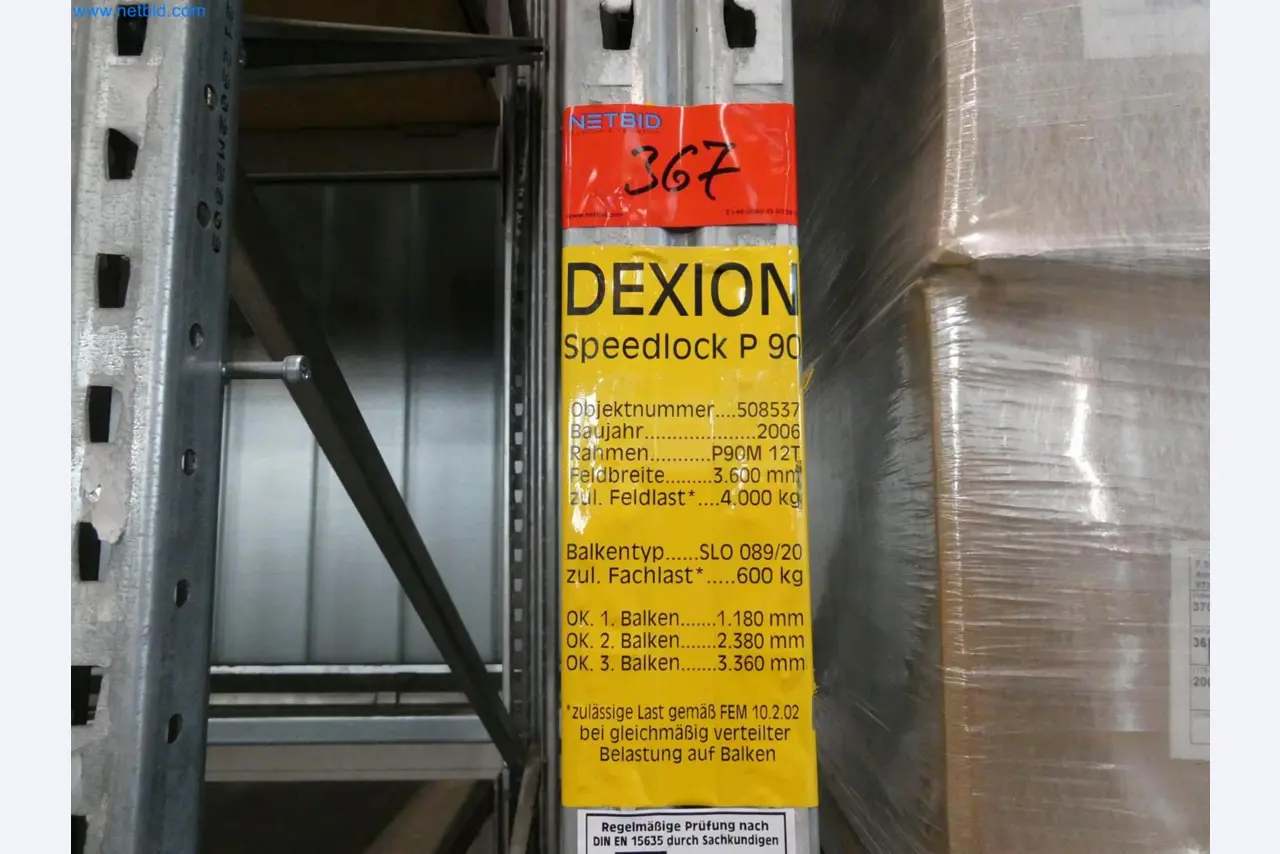 www.netbid.com
NETBID
367
www.netbid.com
DEXION
Speedlock P 90
Objektnummer....508537
Baujahr...................2006
Rahmen...........P90M 12T
Feldbreite........3.600 mm
zul. Feldlast*....4.000 kg
Balkentyp......SLO 089/20
zul. Fachlast*.....600 kg
OK. 1. Balken.......1.180 mm
OK. 2. Balken.......2.380 mm
OK. 3. Balken.......3.360 mm
*zulässige Last gemäß FEM 10.2.02
bei gleichmäßig verteilter
Belastung auf Balken
Regelmäßige Prüfung nach
DIN EN 15635 durch Sachkundigen